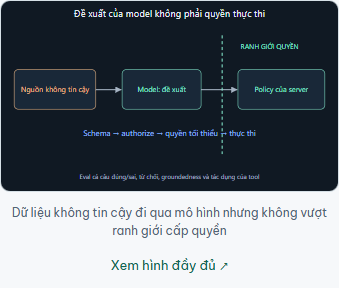 Đề xuất của model không phải quyền thực thi
RANH GIỚI QUYỀN
Nguồn không tin cậy
Model: đề xuất
Policy của server
Schema → authorize → quyền tối thiểu → thực thi
Eval cả câu đúng/sai, từ chối, groundedness và tác dụng của tool
Dữ liệu không tin cậy đi qua mô hình nhưng không vượt
ranh giới cấp quyền
Xem hình đầy đủ ↗